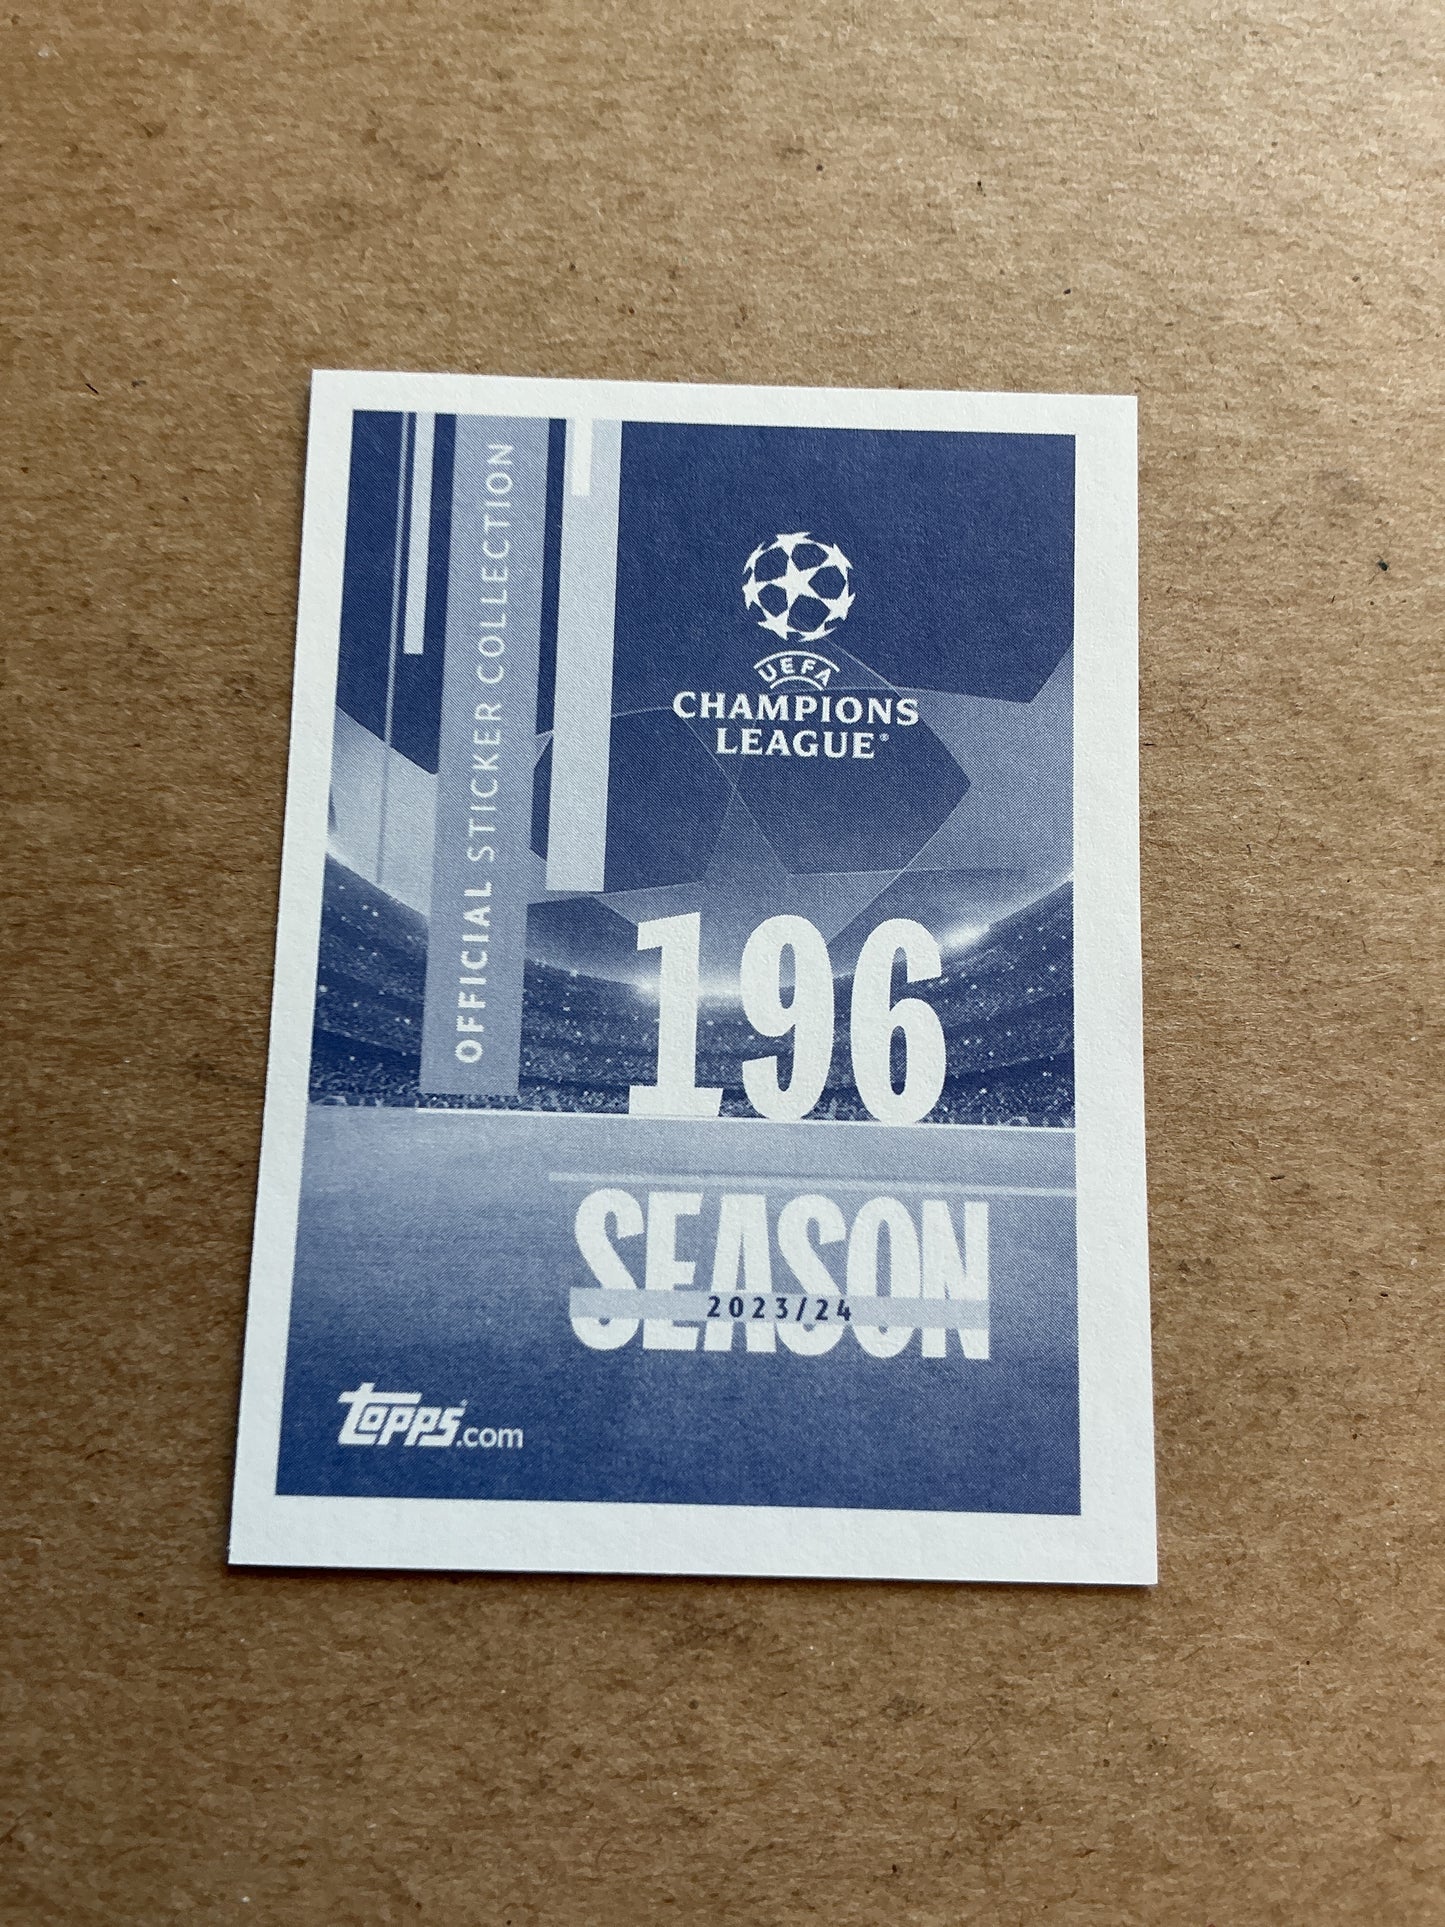 OFFICIAL STICKER COLLECTION
UEFA
CHAMPIONS
LEAGUE®
196
SEASON
2023/24
topps®.com